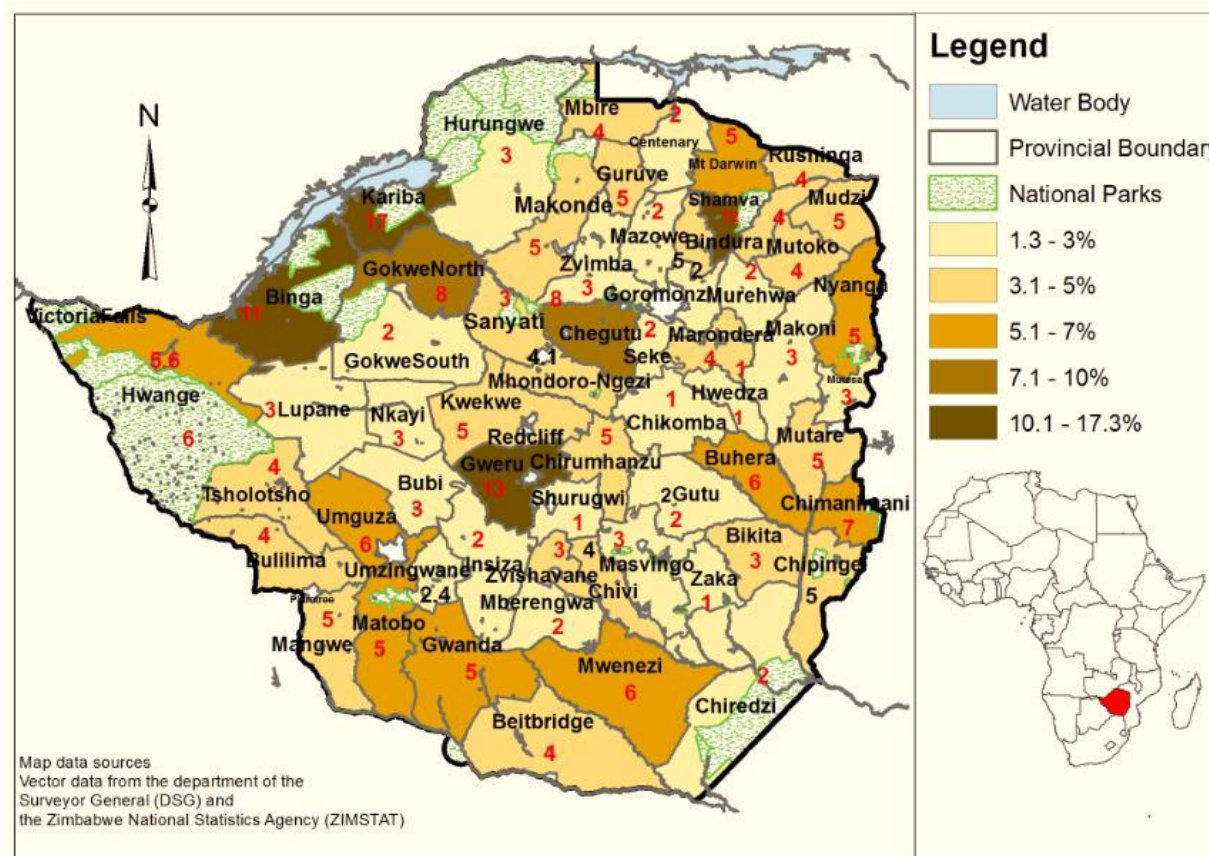 N
Hurungwe
3
Mbire
4
2
Centenary
5
Mt Darwin
Rushinga
4
Kariba
17
Guruve
5
Makonde
5
Shamva
4
Mudzi
5
2
Mazowe
Bindura
5
2
Mutoko
4
GokweNorth
8
Zvimba
3
8
Goromonz
2
Murehwa
Nyanga
5
Binga
11
VictoriaFalls
5.6
2
GokweSouth
3
Sanyati
4.1
Chegutu
2
Seke
Marondera
4
1
Makoni
3
3
Hwange
6
3
Lupane
Nkayi
3
Mhondoro-Ngezi
Kwekwe
5
Redcliff
Hwedza
1
1
Chikomba
Gweru
13
Chirumhanzu
5
Buhera
6
Mutare
5
4
Tsholotsho
Bubi
3
Shurugwi
1
2Gutu
2
Chimanimani
7
Umguza
6
4
Bulilima
2
Insiza
3
4
3
Masvingo
Bikita
3
Chipinge
5
Umzingwane
2.4
Zvishavane
Chivi
Zaka
1
Mberengwa
2
5
Mangwe
Matobo
5
Gwanda
5
Mwenezi
6
2
Chiredzi
Beitbridge
4
Map data sources
Vector data from the department of the
Surveyor General (DSG) and
the Zimbabwe National Statistics Agency (ZIMSTAT)
Legend
Water Body
Provincial Boundary
National Parks
1.3 - 3%
3.1 - 5%
5.1 - 7%
7.1 - 10%
10.1 - 17.3%